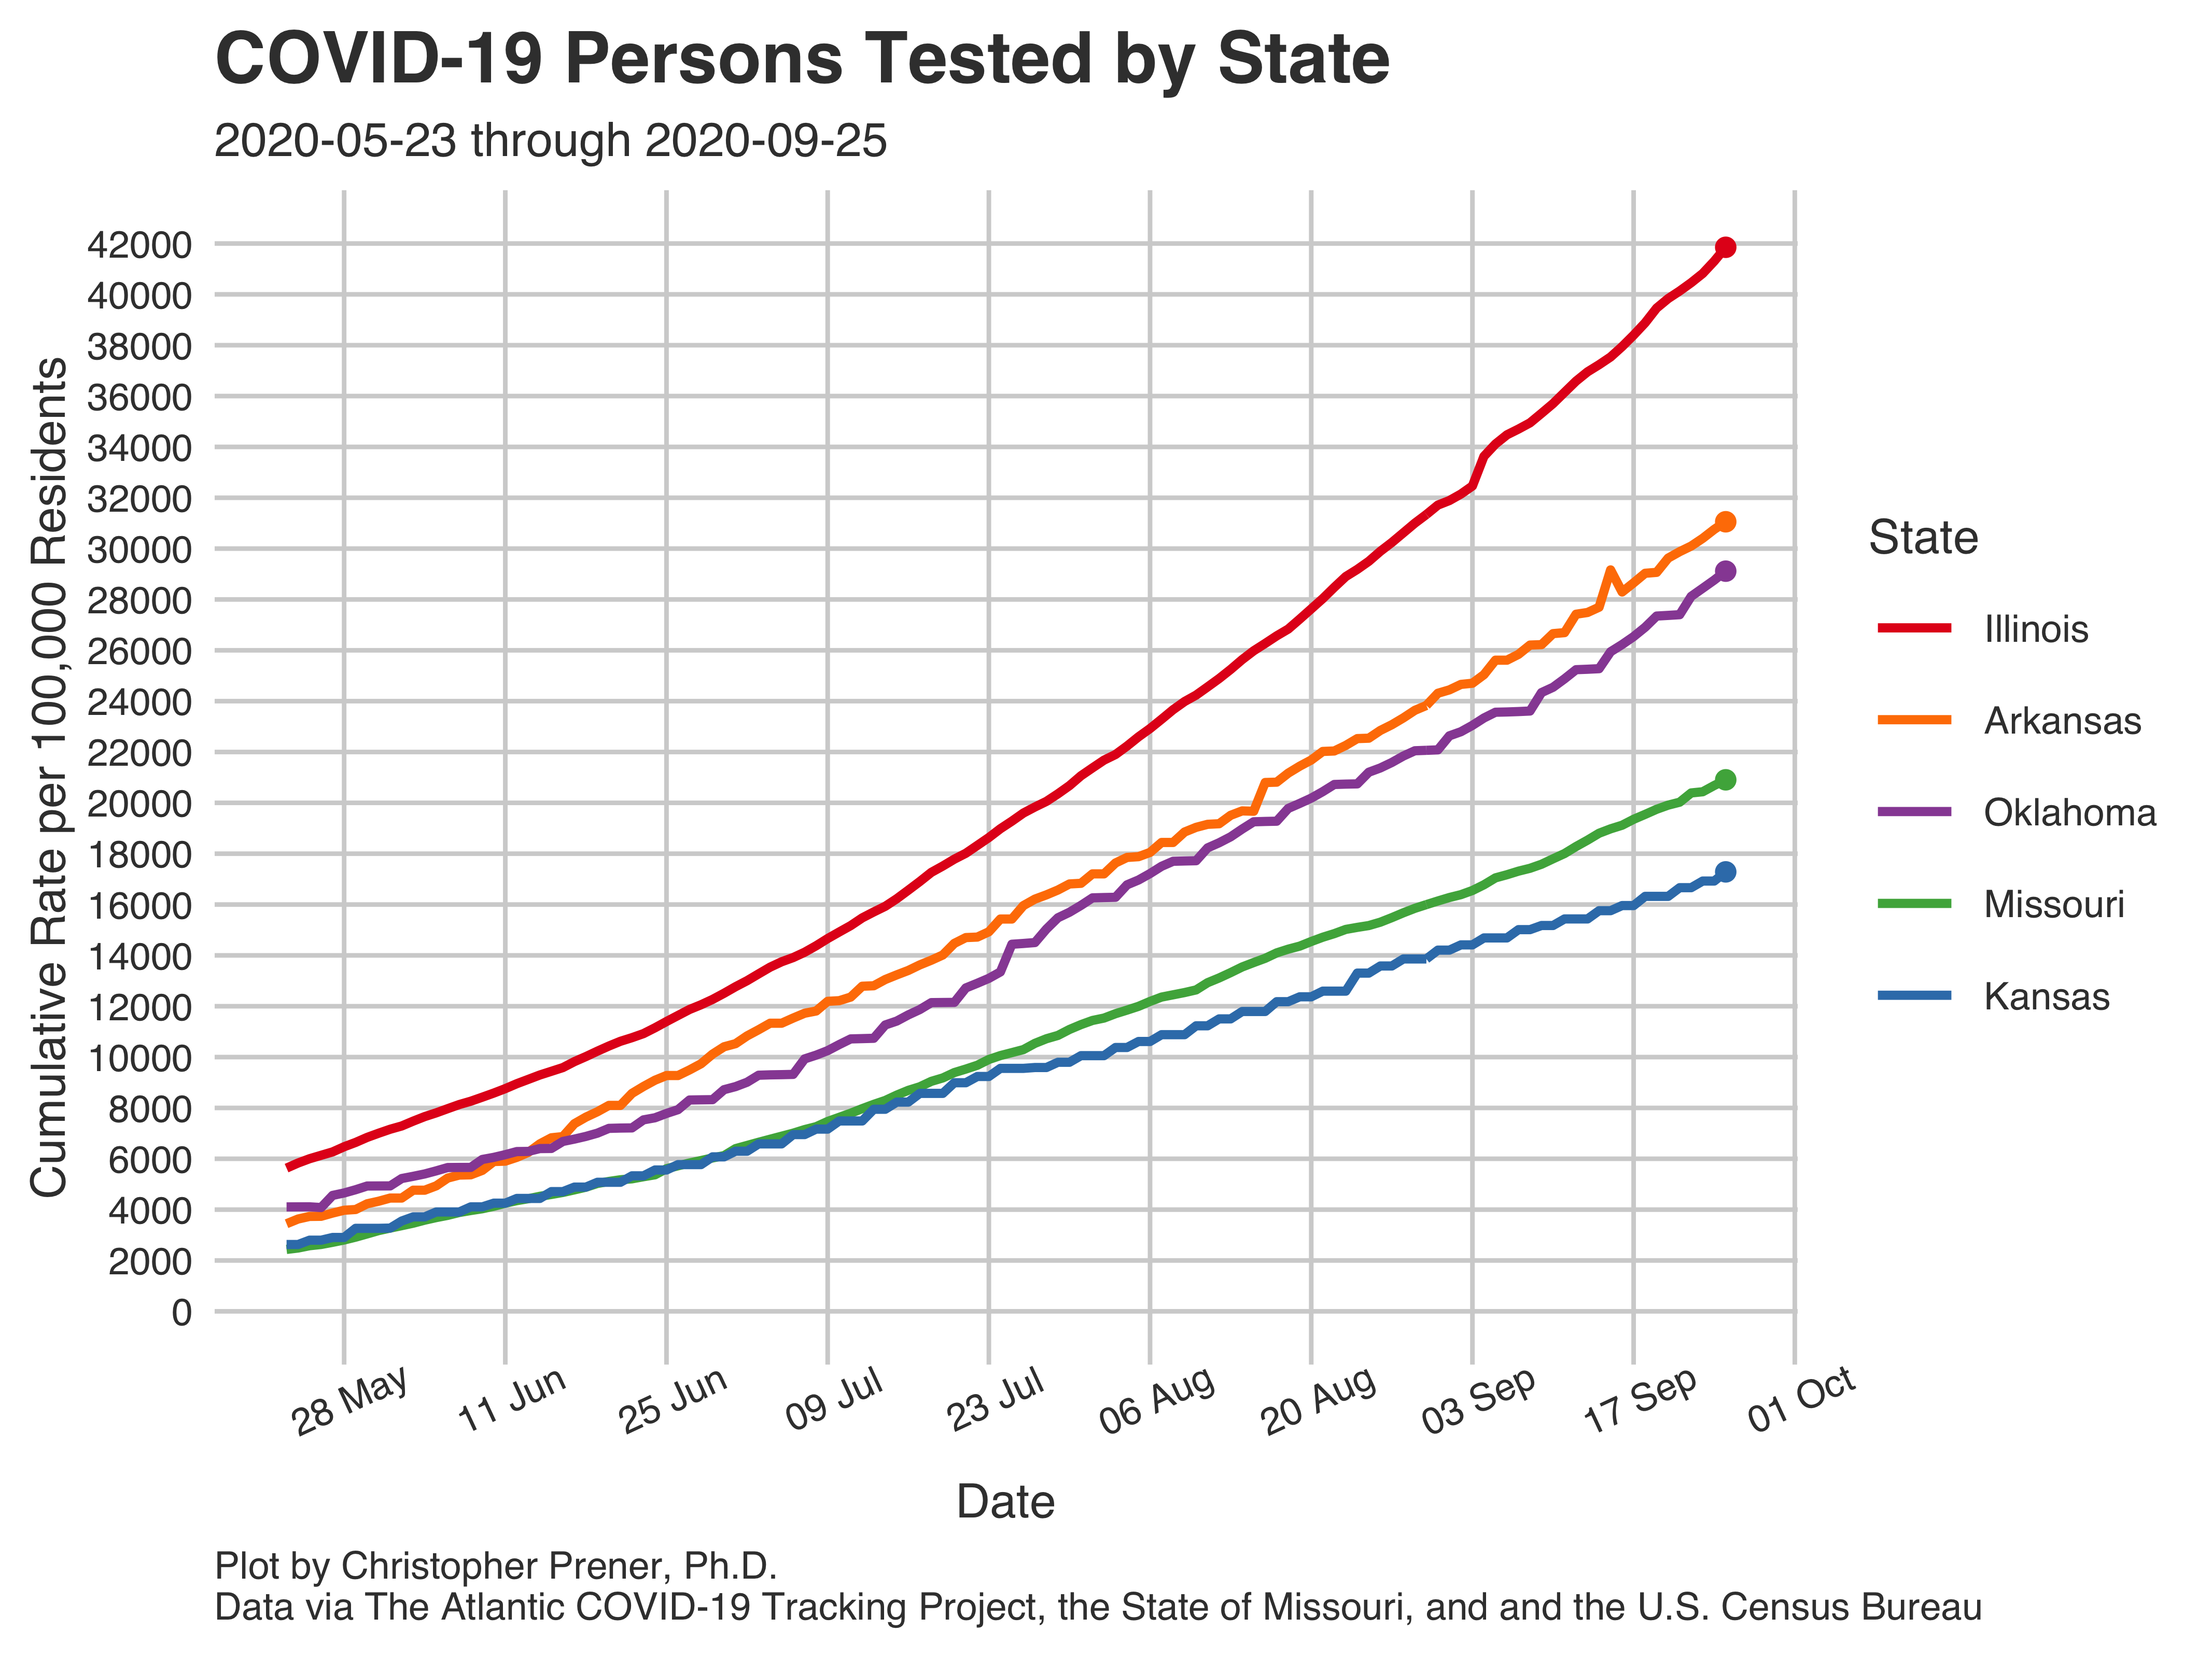 COVID-19 Persons Tested by State
2020-05-23 through 2020-09-25
Cumulative Rate per 100,000 Residents
42000
40000
38000
36000
34000
32000
30000
28000
26000
24000
22000
20000
18000
16000
14000
12000
10000
8000
6000
4000
2000
0
28 May
11 Jun
25 Jun
09 Jul
23 Jul
06 Aug
20 Aug
03 Sep
17 Sep
01 Oct
Date
State
Illinois
Arkansas
Oklahoma
Missouri
Kansas
Plot by Christopher Prener, Ph.D.
Data via The Atlantic COVID-19 Tracking Project, the State of Missouri, and and the U.S. Census Bureau